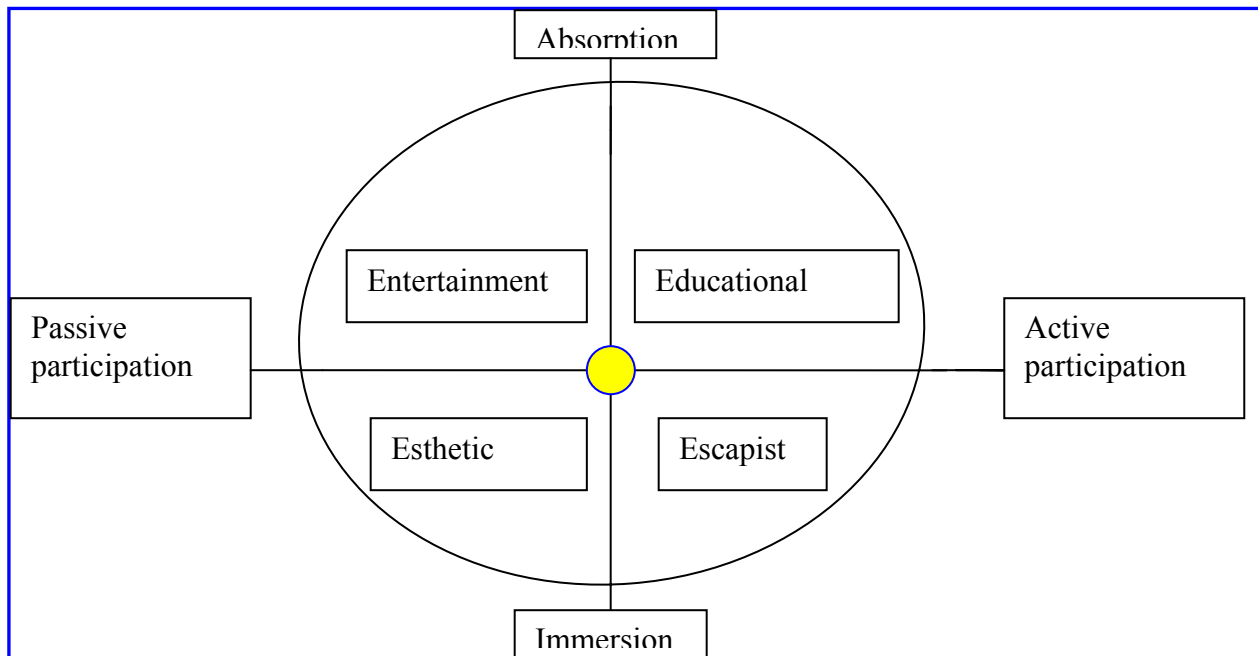 Absorption
Entertainment
Educational
Passive
participation
Active
participation
Esthetic
Escapist
Immersion